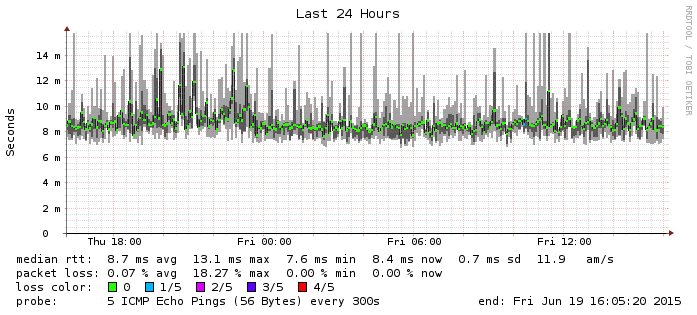 Last 24 Hours
RRDTOOL / TOBI OETIKER
Seconds
14 m
12 m
10 m
8 m
6 m
4 m
2 m
0
Thu 18:00 Fri 00:00 Fri 06:00 Fri 12:00
median rtt: 8.7 ms avg 13.1 ms max 7.6 ms min 8.4 ms now 0.7 ms sd 11.9 am/s
packet loss: 0.07 % avg 18.27 % max 0.00 % min 0.00 % now
loss color: 0 1/5 2/5 3/5 4/5
probe: 5 ICMP Echo Pings (56 Bytes) every 300s end: Fri Jun 19 16:05:20 2015